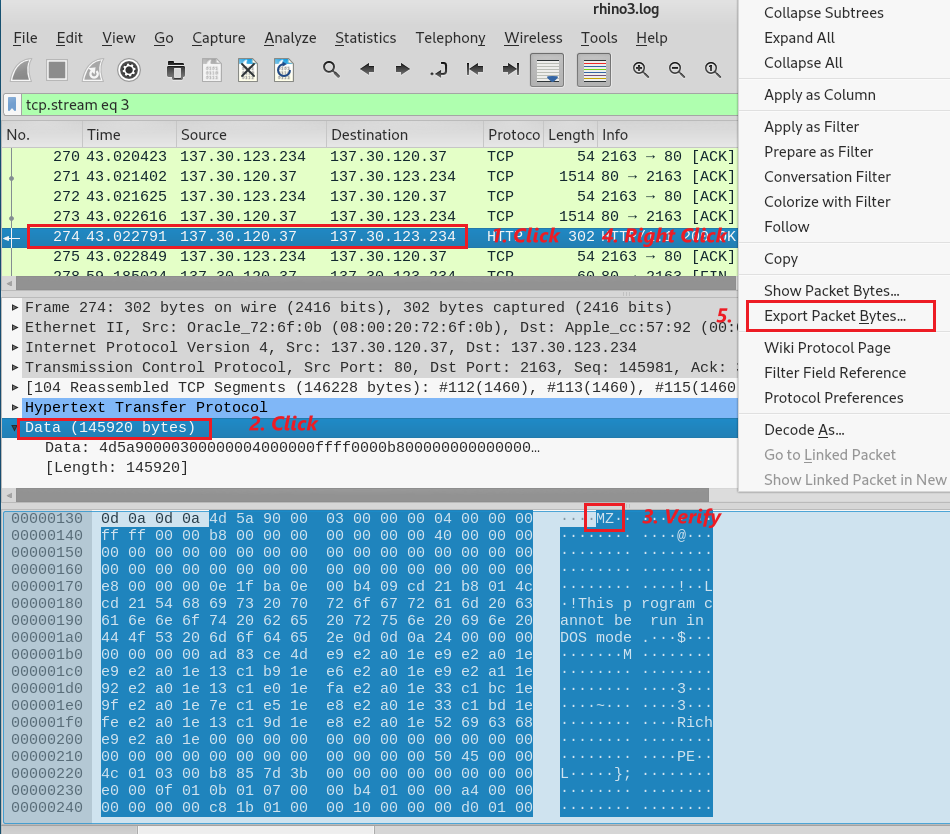 rhino3.log
File Edit View Go Capture Analyze Statistics Telephony Wireless Tools Help
tcp.stream eq 3
No. Time Source Destination Protoco Length Info
270 43.020423 137.30.123.234 137.30.120.37 TCP 54 2163 → 80 [ACK]
271 43.021402 137.30.120.37 137.30.123.234 TCP 1514 80 → 2163 [ACK]
272 43.021625 137.30.123.234 137.30.120.37 TCP 54 2163 → 80 [ACK]
273 43.022616 137.30.120.37 137.30.123.234 TCP 1514 80 → 2163 [ACK]
274 43.022791 137.30.120.37 137.30.123.234 302
1. Click 4. Right Click
275 43.022849 137.30.123.234 137.30.120.37 TCP 54 2163 → 80 [ACK]
278 59.185024 137.30.120.37 137.30.123.234 TCP 60 80 → 2163 [FIN
Frame 274: 302 bytes on wire (2416 bits), 302 bytes captured (2416 bits)
Ethernet II, Src: Oracle_72:6f:0b (08:00:20:72:6f:0b), Dst: Apple_cc:57:92 (00:
Internet Protocol Version 4, Src: 137.30.120.37, Dst: 137.30.123.234
Transmission Control Protocol, Src Port: 80, Dst Port: 2163, Seq: 145981, Ack:
[104 Reassembled TCP Segments (146228 bytes): #112(1460), #113(1460), #115(1460
Hypertext Transfer Protocol
Data (145920 bytes)
2. Click
Data: 4d5a90000300000004000000ffff0000b800000000000000…
[Length: 145920]
Collapse Subtrees
Expand All
Collapse All
Apply as Column
Apply as Filter
Prepare as Filter
Conversation Filter
Colorize with Filter
Follow
Copy
Show Packet Bytes...
5. Export Packet Bytes...
Wiki Protocol Page
Filter Field Reference
Protocol Preferences
Decode As...
Go to Linked Packet
Show Linked Packet in New
00000130 0d 0a 0d 0a 4d 5a 90 00 03 00 00 00 04 00 00 00 ····MZ·· ········
3. Verify
00000140 ff ff 00 00 b8 00 00 00 00 00 00 00 40 00 00 00 ········ ····@···
00000150 00 00 00 00 00 00 00 00 00 00 00 00 00 00 00 00 ········ ········
00000160 00 00 00 00 00 00 00 00 00 00 00 00 00 00 00 00 ········ ········
00000170 e8 00 00 00 0e 1f ba 0e 00 b4 09 cd 21 b8 01 4c ········ ····!··L
00000180 cd 21 54 68 69 73 20 70 72 6f 67 72 61 6d 20 63 ·!This p rogram c
00000190 61 6e 6e 6f 74 20 62 65 20 72 75 6e 20 69 6e 20 annot be run in
000001a0 44 4f 53 20 6d 6f 64 65 2e 0d 0d 0a 24 00 00 00 DOS mode .···$···
000001b0 00 00 00 00 ad 83 ce 4d e9 e2 a0 1e e9 e2 a0 1e ·······M ········
000001c0 e9 e2 a0 1e 13 c1 b9 1e e6 e2 a0 1e e9 e2 a1 1e ········ ········
000001d0 92 e2 a0 1e 13 c1 e0 1e fa e2 a0 1e 33 c1 bc 1e ········ ····3···
000001e0 9f e2 a0 1e 7e c1 e5 1e e8 e2 a0 1e 33 c1 bd 1e ····~··· ····3···
000001f0 fe e2 a0 1e 13 c1 9d 1e e8 e2 a0 1e 52 69 63 68 ········ ····Rich
00000200 e9 e2 a0 1e 00 00 00 00 00 00 00 00 00 00 00 00 ········ ········
00000210 00 00 00 00 00 00 00 00 00 00 00 00 50 45 00 00 ········ ····PE··
00000220 4c 01 03 00 b8 85 7d 3b 00 00 00 00 00 00 00 00 L·····}; ········
00000230 e0 00 0f 01 0b 01 07 00 00 b4 01 00 00 a4 00 00 ········ ········
00000240 00 00 00 00 c8 1b 01 00 00 10 00 00 00 d0 01 00 ········ ········